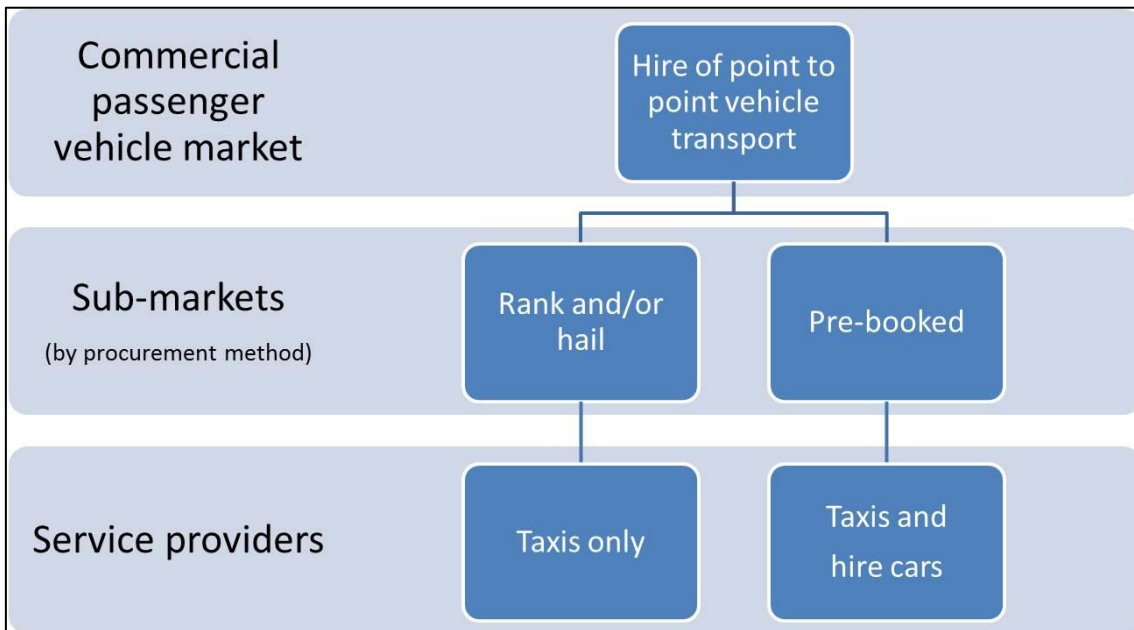 Commercial
passenger
vehicle market
Hire of point to
point vehicle
transport
Sub-markets
(by procurement method)
Rank and/or
hail
Pre-booked
Service providers
Taxis only
Taxis and
hire cars